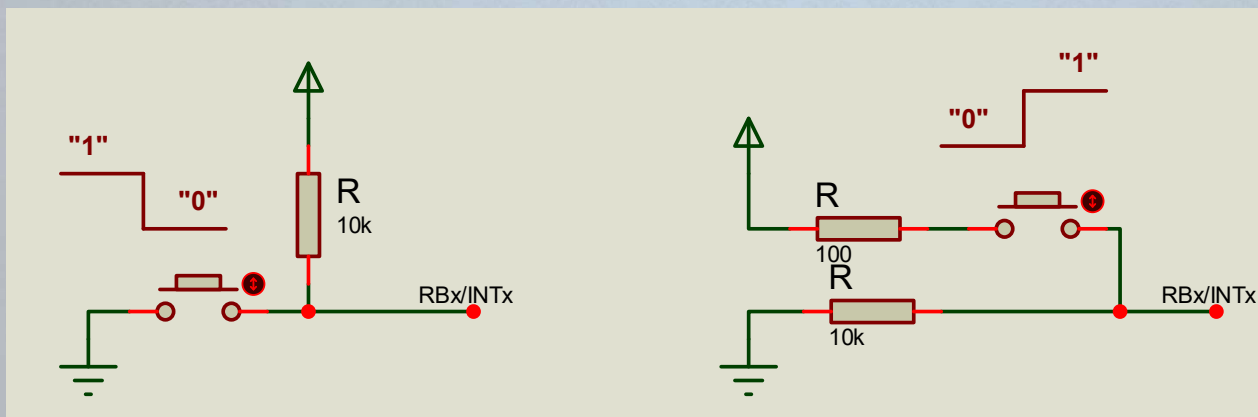 "1"
"0"
R
10k
RBx/INTx
"1"
"0"
R
100
R
10k
RBx/INTx